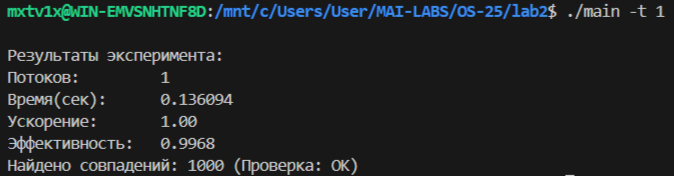 mxtv1x@WIN-EMVSNHTNF8D:/mnt/c/Users/User/MAI-LABS/OS-25/lab2$ ./main -t 1
Результаты эксперимента:
Потоков: 1
Время(сек): 0.136094
Ускорение: 1.00
Эффективность: 0.9968
Найдено совпадений: 1000 (Проверка: OK)